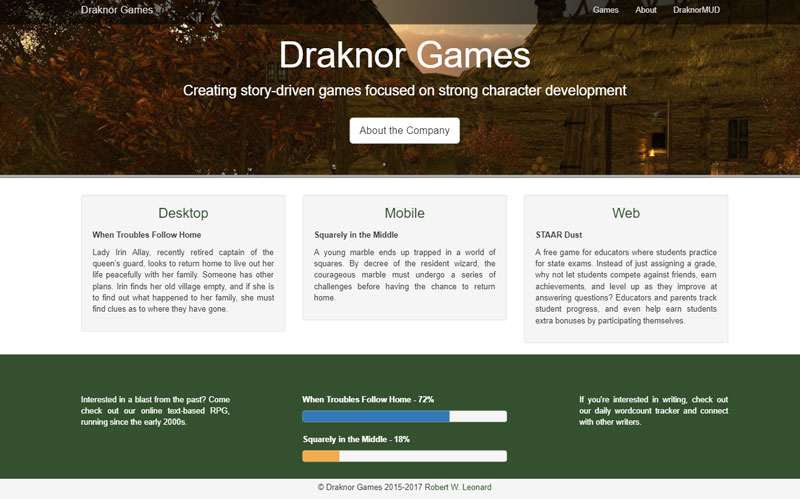 Draknor Games
Games About DraknorMUD
Draknor Games
Creating story-driven games focused on strong character development
About the Company
Desktop
When Troubles Follow Home
Lady Irin Allay, recently retired captain of the
queen's guard, looks to return home to live out her
life peacefully with her family. Someone has other
plans. Irin finds her old village empty, and if she is
to find out what happened to her family, she must
find clues as to where they have gone.
Mobile
Squarely in the Middle
A young marble ends up trapped in a world of
squares. By decree of the resident wizard, the
courageous marble must undergo a series of
challenges before having the chance to return
home.
Web
STAAR Dust
A free game for educators where students practice
for state exams. Instead of just assigning a grade,
why not let students compete against friends, earn
achievements, and level up as they improve at
answering questions? Educators and parents track
student progress, and even help earn students
extra bonuses by participating themselves.
Interested in a blast from the past? Come
check out our online text-based RPG,
running since the early 2000s.
When Troubles Follow Home - 72%
Squarely in the Middle - 18%
If you're interested in writing, check out
our daily wordcount tracker and connect
with other writers.
© Draknor Games 2015-2017 Robert W. Leonard